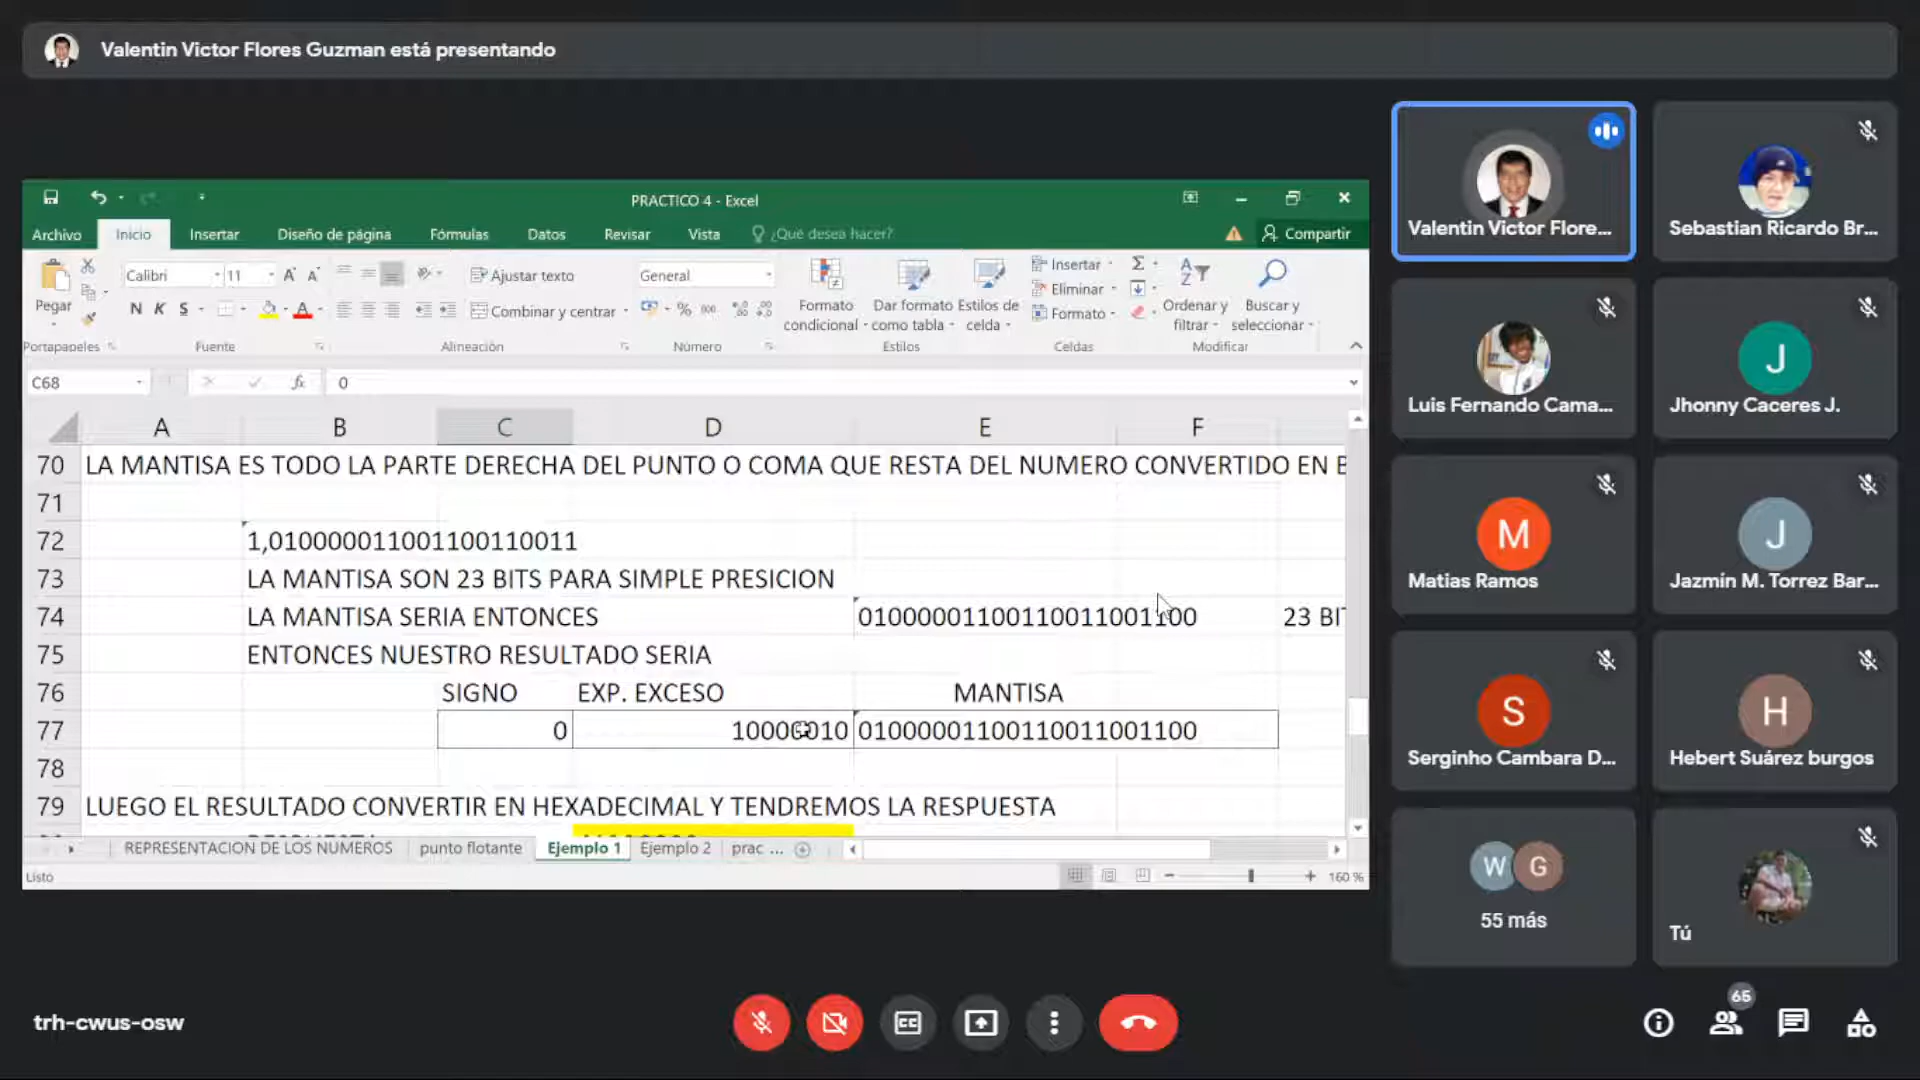 Valentin Victor Flores Guzman está presentando
PRACTICO 4 - Excel
Archivo Inicio Insertar Diseño de página Fórmulas Datos Revisar Vista ¿Qué desea hacer? Compartir
Calibri 11 Ajustar texto General Insertar
Pegar Formato Dar formato Estilos de Eliminar Ordenar y Buscar y
N K S Combinar y centrar % 000 condicional como tabla celda Formato filtrar seleccionar
Portapapeles Fuente Alineación Número Estilos Celdas Modificar
C68 fx 0
A B C D E F
70 LA MANTISA ES TODO LA PARTE DERECHA DEL PUNTO O COMA QUE RESTA DEL NUMERO CONVERTIDO EN B
71
72 1,010000011001100110011
73 LA MANTISA SON 23 BITS PARA SIMPLE PRESICION
74 LA MANTISA SERIA ENTONCES 01000001100110011001100 23 BIT
75 ENTONCES NUESTRO RESULTADO SERIA
76 SIGNO EXP. EXCESO MANTISA
77 0 10000010 01000001100110011001100
78
79 LUEGO EL RESULTADO CONVERTIR EN HEXADECIMAL Y TENDREMOS LA RESPUESTA
REPRESENTACION DE LOS NUMEROS punto flotante Ejemplo 1 Ejemplo 2 prac ...
Listo 160 %
Valentin Victor Flore...
Sebastian Ricardo Br...
Luis Fernando Cama...
J
Jhonny Caceres J.
M
Matias Ramos
J
Jazmín M. Torrez Bar...
S
Serginho Cambara D...
H
Hebert Suárez burgos
W G
55 más
Tú
trh-cwus-osw
CC
65